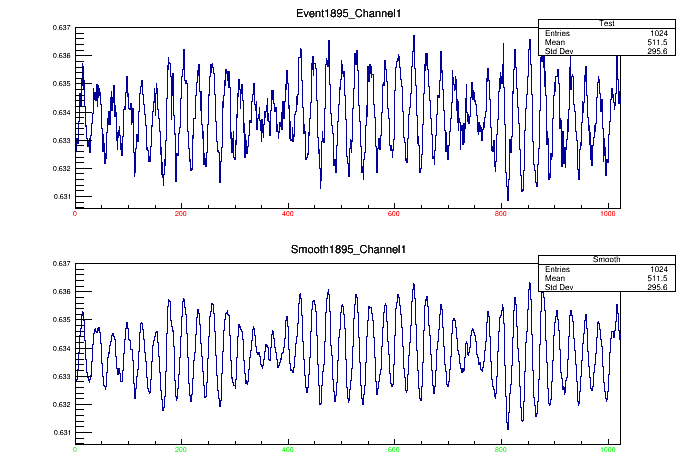 Event1895_Channel1
Test
Entries 1024
Mean 511.5
Std Dev 295.6
0.637
0.636
0.635
0.634
0.633
0.632
0.631
0 200 400 600 800 1000
Smooth1895_Channel1
Smooth
Entries 1024
Mean 511.5
Std Dev 295.6
0.637
0.636
0.635
0.634
0.633
0.632
0.631
0 200 400 600 800 1000